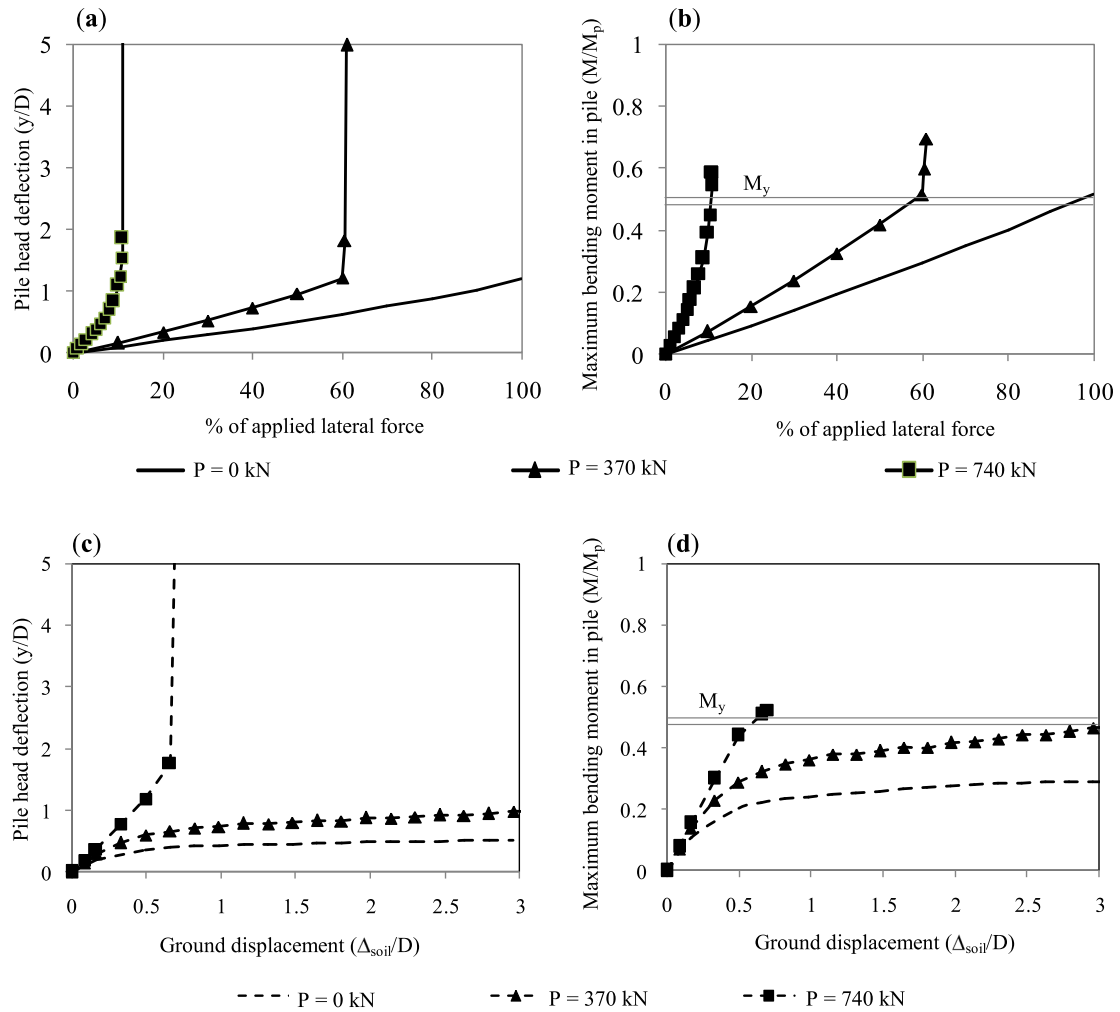 (a)
Pile head deflection (y/D)
5
4
3
2
1
0
0 20 40 60 80 100
% of applied lateral force
(b)
Maximum bending moment in pile (M/Mp)
1
0.8
0.6
My
0.4
0.2
0
0 20 40 60 80 100
% of applied lateral force
P = 0 kN P = 370 kN P = 740 kN
(c)
Pile head deflection (y/D)
5
4
3
2
1
0
0 0.5 1 1.5 2 2.5 3
Ground displacement (Δsoil/D)
(d)
Maximum bending moment in pile (M/Mp)
1
0.8
0.6
My
0.4
0.2
0
0 0.5 1 1.5 2 2.5 3
Ground displacement (Δsoil/D)
P = 0 kN P = 370 kN P = 740 kN